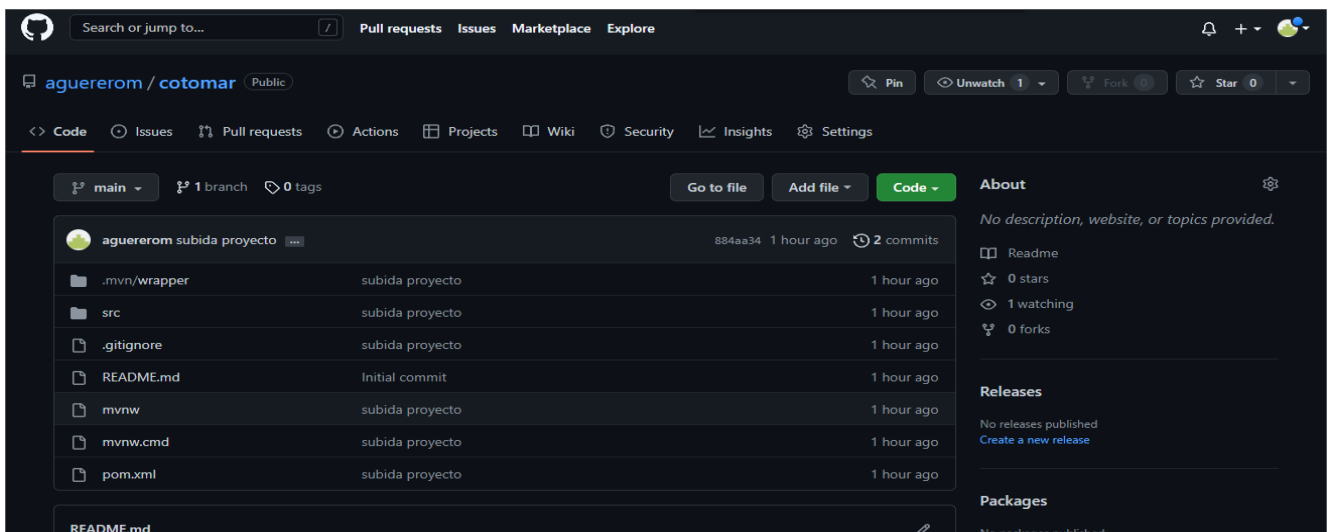 Search or jump to... / Pull requests Issues Marketplace Explore
aguererom / cotomar Public Pin Unwatch 1 Fork 0 Star 0
Code Issues Pull requests Actions Projects Wiki Security Insights Settings
main 1 branch 0 tags Go to file Add file Code
aguererom subida proyecto ... 884aa34 1 hour ago 2 commits
.mvn/wrapper subida proyecto 1 hour ago
src subida proyecto 1 hour ago
.gitignore subida proyecto 1 hour ago
README.md Initial commit 1 hour ago
mvnw subida proyecto 1 hour ago
mvnw.cmd subida proyecto 1 hour ago
pom.xml subida proyecto 1 hour ago
README.md
About
No description, website, or topics provided.
Readme
0 stars
1 watching
0 forks
Releases
No releases published
Create a new release
Packages
No packages published